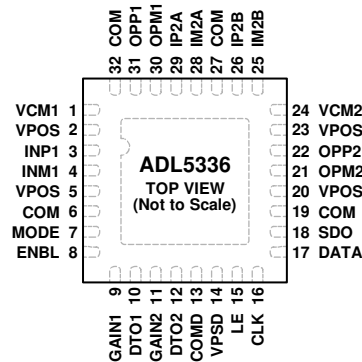 32 COM
31 OPP1
30 OPM1
29 IP2A
28 IM2A
27 COM
26 IP2B
25 IM2B
VCM1 1
VPOS 2
INP1 3
INM1 4
VPOS 5
COM 6
MODE 7
ENBL 8
ADL5336
TOP VIEW
(Not to Scale)
24 VCM2
23 VPOS
22 OPP2
21 OPM2
20 VPOS
19 COM
18 SDO
17 DATA
GAIN1 9
DTO1 10
GAIN2 11
DTO2 12
COMD 13
VPSD 14
LE 15
CLK 16